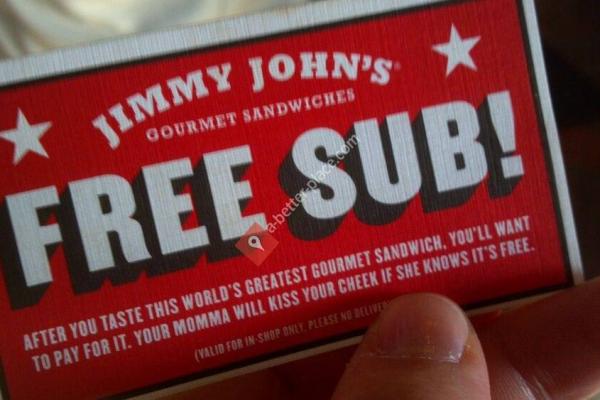 JIMMY JOHN'S®
GOURMET SANDWICHES
FREE SUB!
AFTER YOU TASTE THIS WORLD'S GREATEST GOURMET SANDWICH, YOU'LL WANT
TO PAY FOR IT. YOUR MOMMA WILL KISS YOUR CHEEK IF SHE KNOWS IT'S FREE.
(VALID FOR IN-SHOP ONLY, PLEASE NO
a-better-place.com